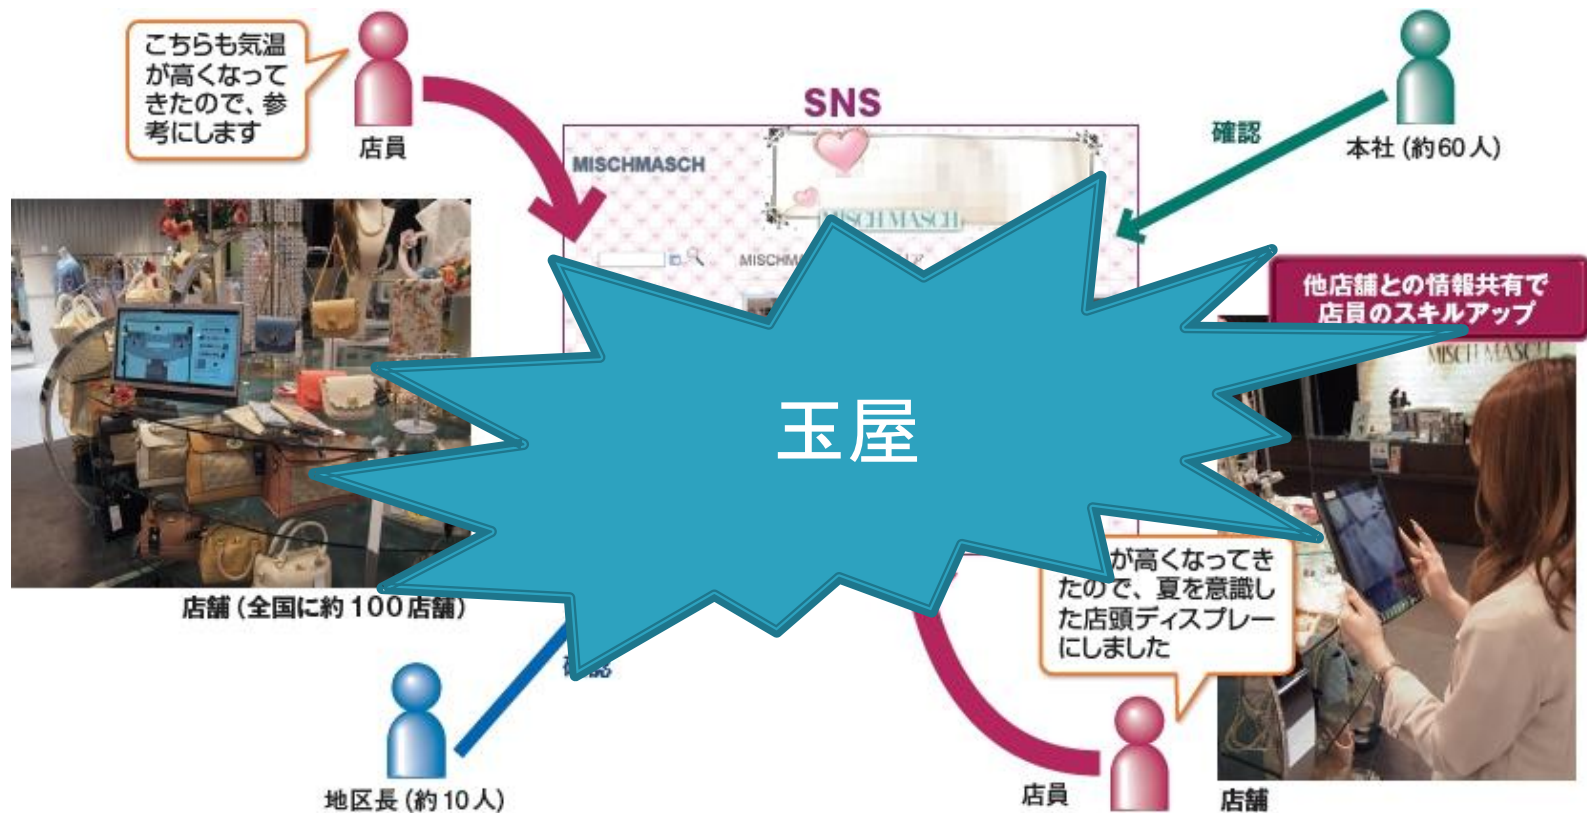 こちらも気温
が高くなって
きたので、参
考にします
店員
SNS
確認
本社(約60人)
MISCHMASCH
MISCH MASCH
他店舗との情報共有で
店員のスキルアップ
MISCH MASCH
玉屋
店舗(全国に約100店舗)
が高くなってき
たので、夏を意識し
た店頭ディスプレー
にしました
地区長(約10人)
店員
店舗